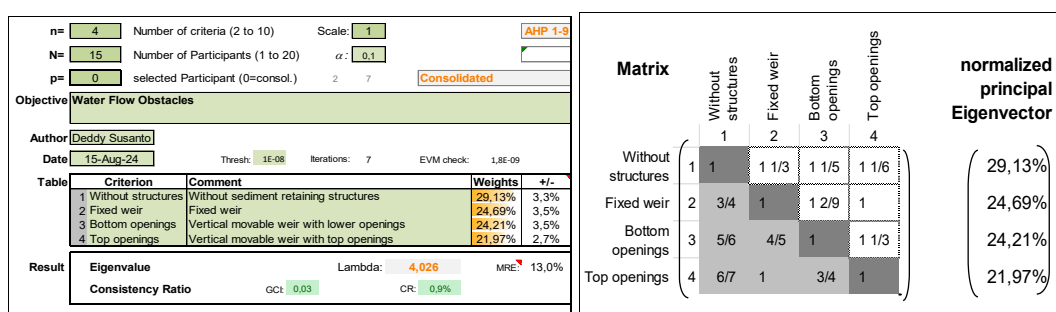 n= 4 Number of criteria (2 to 10) Scale: 1 AHP 1-9
N= 15 Number of Participants (1 to 20) α : 0,1
p= 0 selected Participant (0=consol.) 2 7 Consolidated
Objective Water Flow Obstacles
Author Deddy Susanto
Date 15-Aug-24 Thresh: 1E-08 Iterations: 7 EVM check: 1,8E-09
Table Criterion Comment Weights +/-
1 Without structures Without sediment retaining structures 29,13% 3,3%
2 Fixed weir Fixed weir 24,69% 3,5%
3 Bottom openings Vertical movable weir with lower openings 24,21% 3,5%
4 Top openings Vertical movable weir with top openings 21,97% 2,7%
Result Eigenvalue Lambda: 4,026 MRE: 13,0%
Consistency Ratio GCI: 0,03 CR: 0,9%
Matrix
Without
structures
Fixed weir
Bottom
openings
Top openings
normalized
principal
Eigenvector
1 2 3 4
Without
structures 1 1 1 1/3 1 1/5 1 1/6 29,13%
Fixed weir 2 3/4 1 1 2/9 1 24,69%
Bottom
openings 3 5/6 4/5 1 1 1/3 24,21%
Top openings 4 6/7 1 3/4 1 21,97%